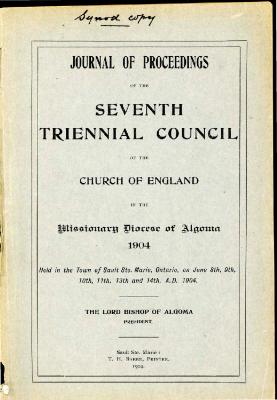 Synod copy
JOURNAL OF PROCEEDINGS
OF THE
SEVENTH
TRIENNIAL COUNCIL
OF THE
CHURCH OF ENGLAND
IN THE
Missionary Diocese of Algoma
1904
Held in the Town of Sault Ste. Marie, Ontario, on June 8th, 9th,
10th, 11th, 13th and 14th, A.D. 1904.
THE LORD BISHOP OF ALGOMA
PRESIDENT.
Sault Ste. Marie:
T. H. , Printer.
1904.